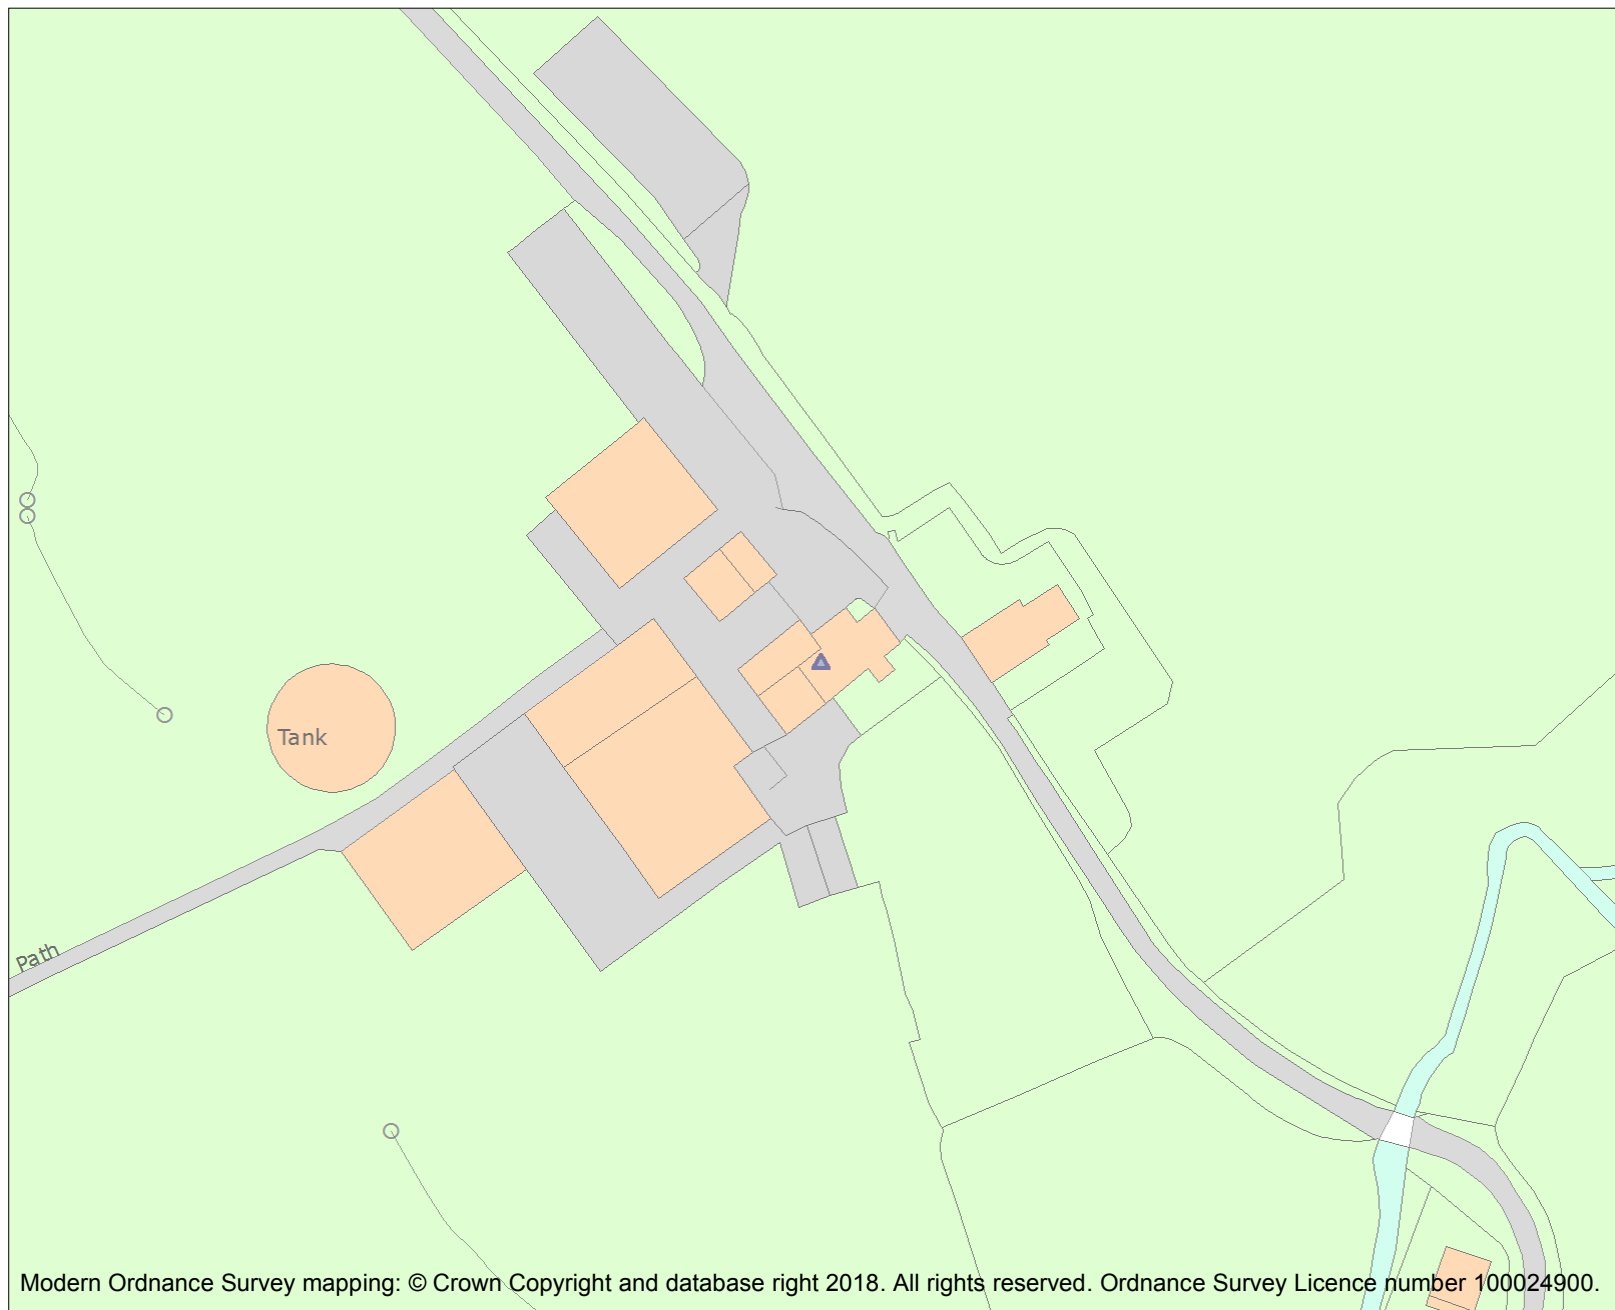 Tank
Path
Modern Ordnance Survey mapping: © Crown Copyright and database right 2018. All rights reserved. Ordnance Survey Licence number 100024900.